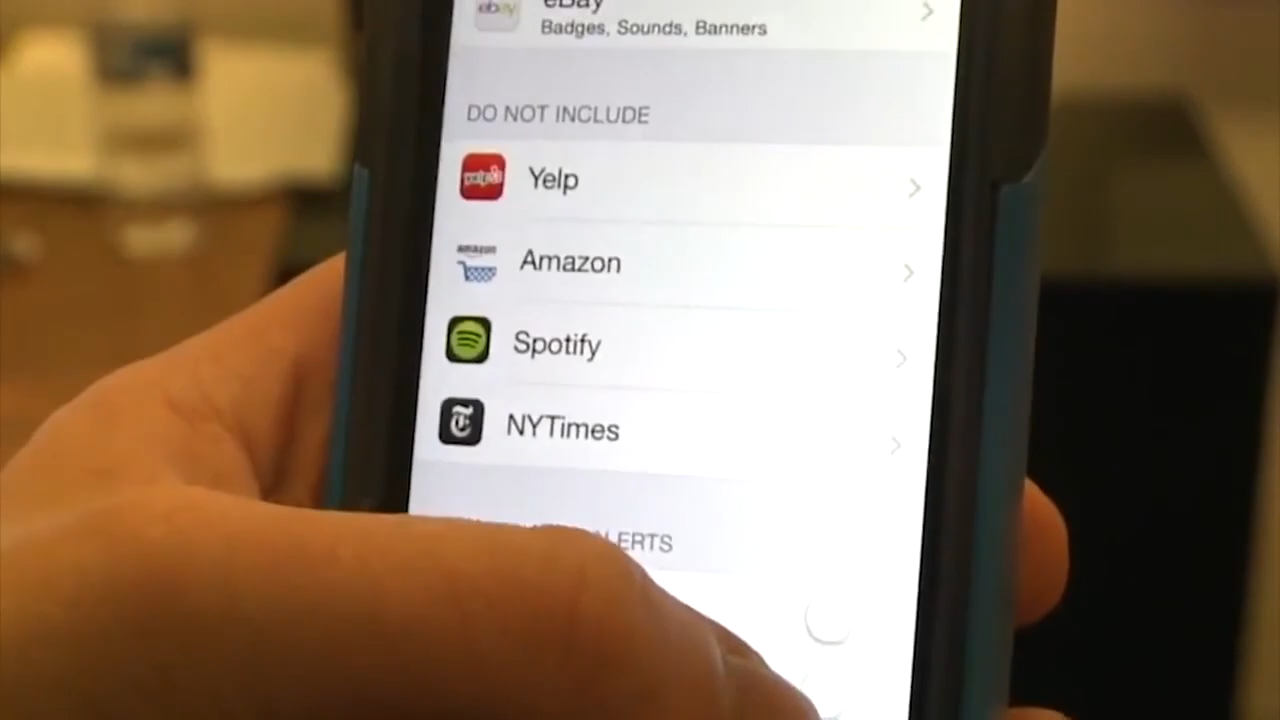 eBay
Badges, Sounds, Banners
DO NOT INCLUDE
Yelp
Amazon
Spotify
NYTimes